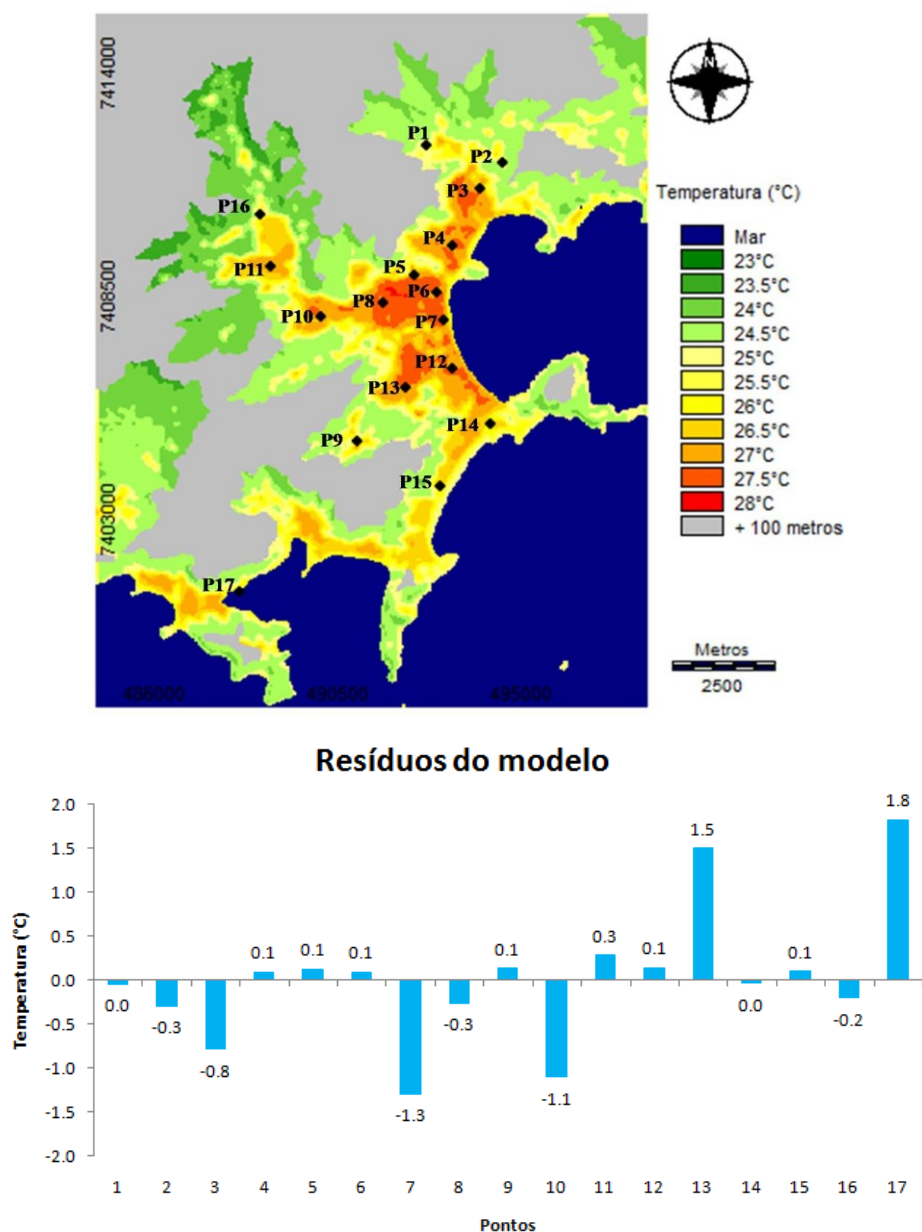 7414000
7408500
7403000
486000
490500
495000
P1
P2
P3
P16
P4
P5
P11
P6
P8
P7
P10
P12
P13
P14
P9
P15
P17
N
Temperatura (°C)
Mar
23°C
23.5°C
24°C
24.5°C
25°C
25.5°C
26°C
26.5°C
27°C
27.5°C
28°C
+ 100 metros
Metros
2500
Resíduos do modelo
Temperatura (°C)
2.0
1.5
1.0
0.5
0.0
-0.5
-1.0
-1.5
-2.0
0.0
-0.3
-0.8
0.1
0.1
0.1
-1.3
-0.3
0.1
-1.1
0.3
0.1
1.5
0.0
0.1
-0.2
1.8
1 2 3 4 5 6 7 8 9 10 11 12 13 14 15 16 17
Pontos